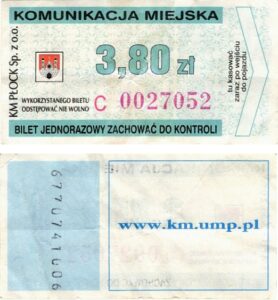 KOMUNIKACJA MIEJSKA
KM PŁOCK Sp. z o.o.
3,80 zł
WYKORZYSTANEGO BILETU
ODSTĘPOWAĆ NIE WOLNO
C 0027052
tu kasować
zaraz po wejściu
do pojazdu
BILET JEDNORAZOWY ZACHOWAĆ DO KONTROLI
www.km.ump.pl